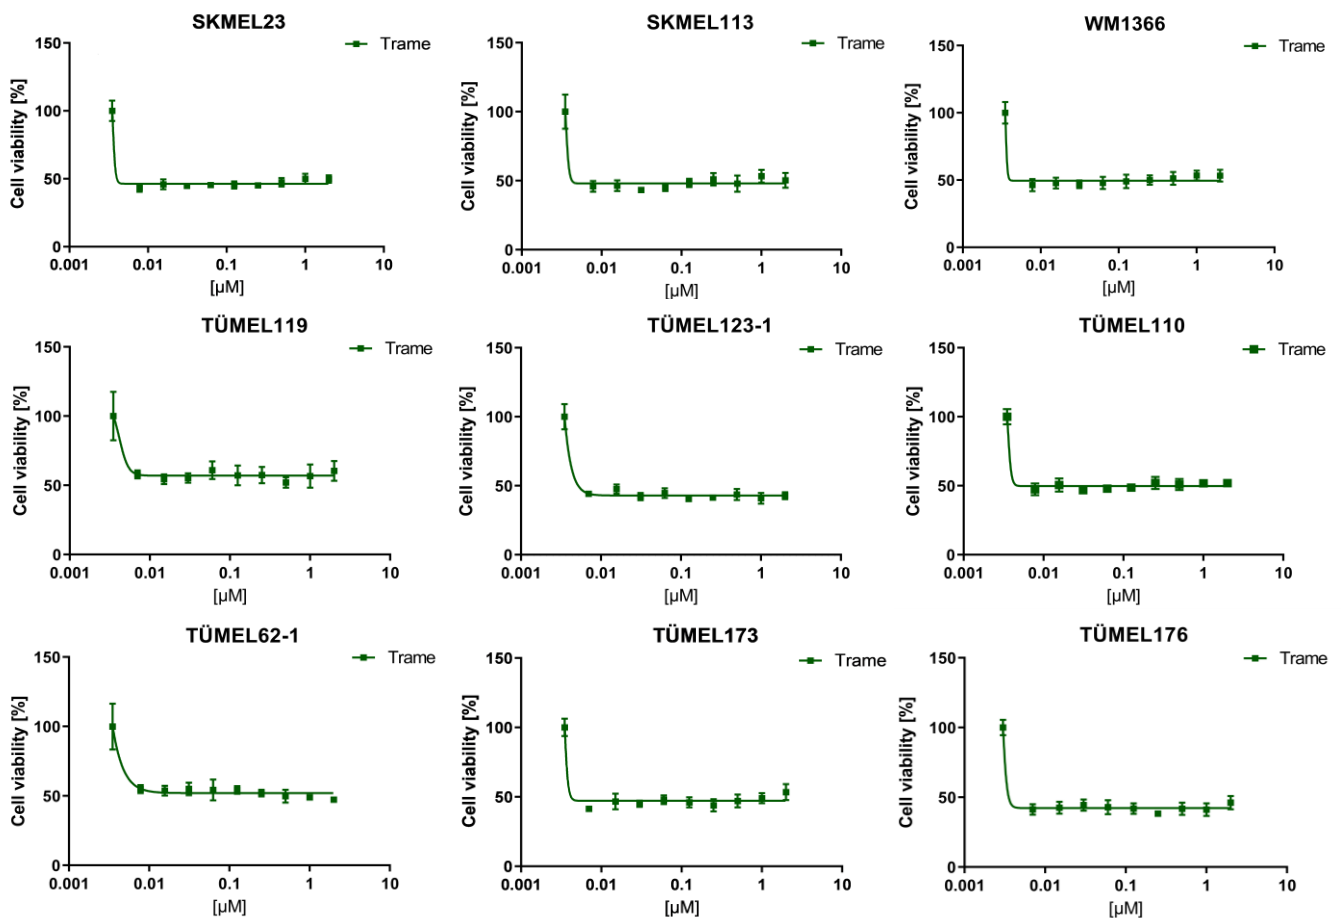 SKMEL23
Trame
Cell viability [%]
150
100
50
0
0.001 0.01 0.1 1 10
[µM]
SKMEL113
Trame
Cell viability [%]
150
100
50
0
0.001 0.01 0.1 1 10
[µM]
WM1366
Trame
Cell viability [%]
150
100
50
0
0.001 0.01 0.1 1 10
[µM]
TÜMEL119
Trame
Cell viability [%]
150
100
50
0
0.001 0.01 0.1 1 10
[µM]
TÜMEL123-1
Trame
Cell viability [%]
150
100
50
0
0.001 0.01 0.1 1 10
[µM]
TÜMEL110
Trame
Cell viability [%]
150
100
50
0
0.001 0.01 0.1 1 10
[µM]
TÜMEL62-1
Trame
Cell viability [%]
150
100
50
0
0.001 0.01 0.1 1 10
[µM]
TÜMEL173
Trame
Cell viability [%]
150
100
50
0
0.001 0.01 0.1 1 10
[µM]
TÜMEL176
Trame
Cell viability [%]
150
100
50
0
0.001 0.01 0.1 1 10
[µM]